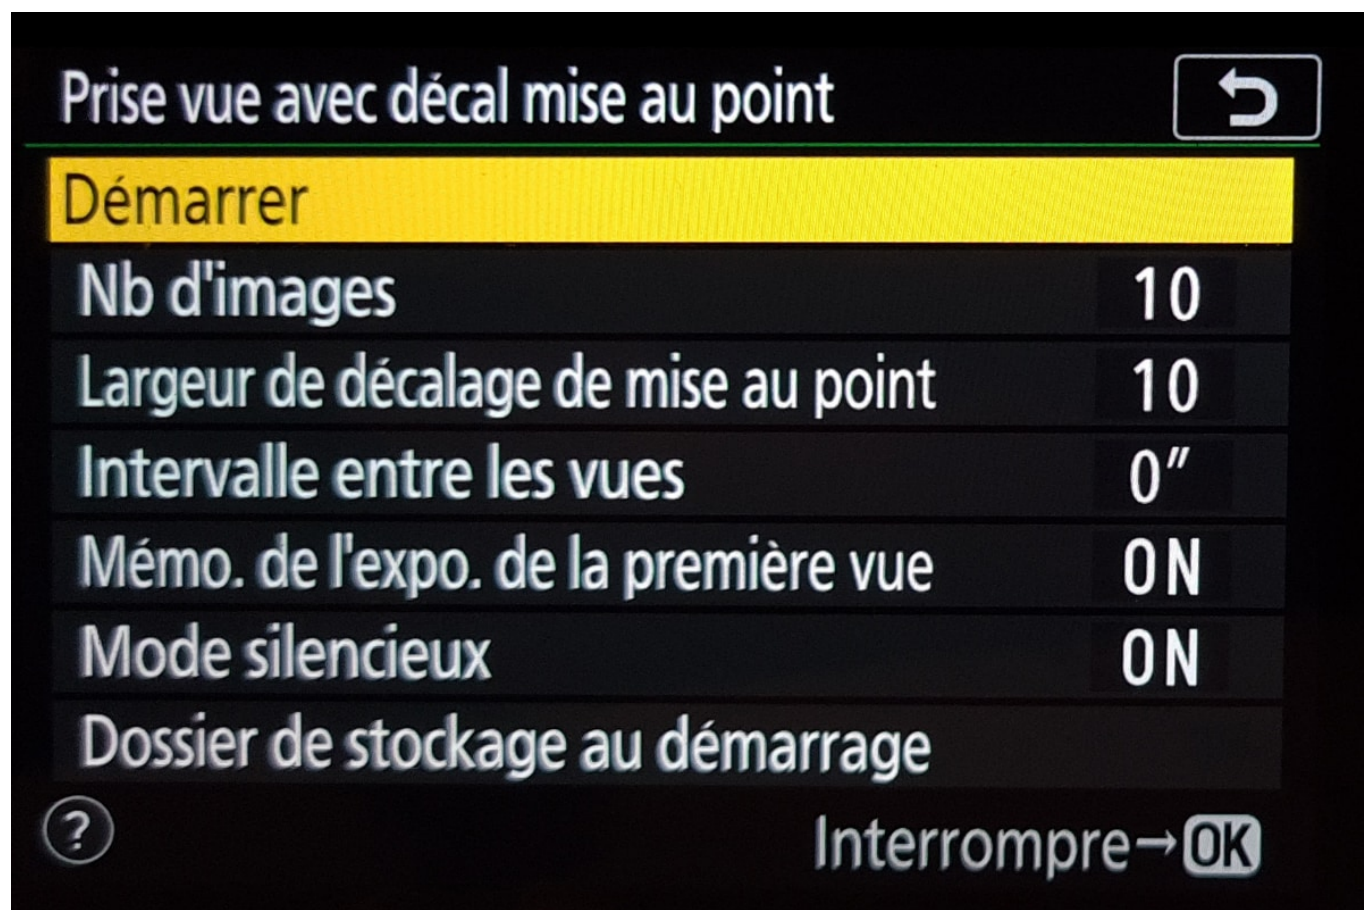 Prise vue avec décal mise au point
Démarrer
Nb d'images 10
Largeur de décalage de mise au point 10
Intervalle entre les vues 0"
Mémo. de l'expo. de la première vue ON
Mode silencieux ON
Dossier de stockage au démarrage
? Interrompre→OK